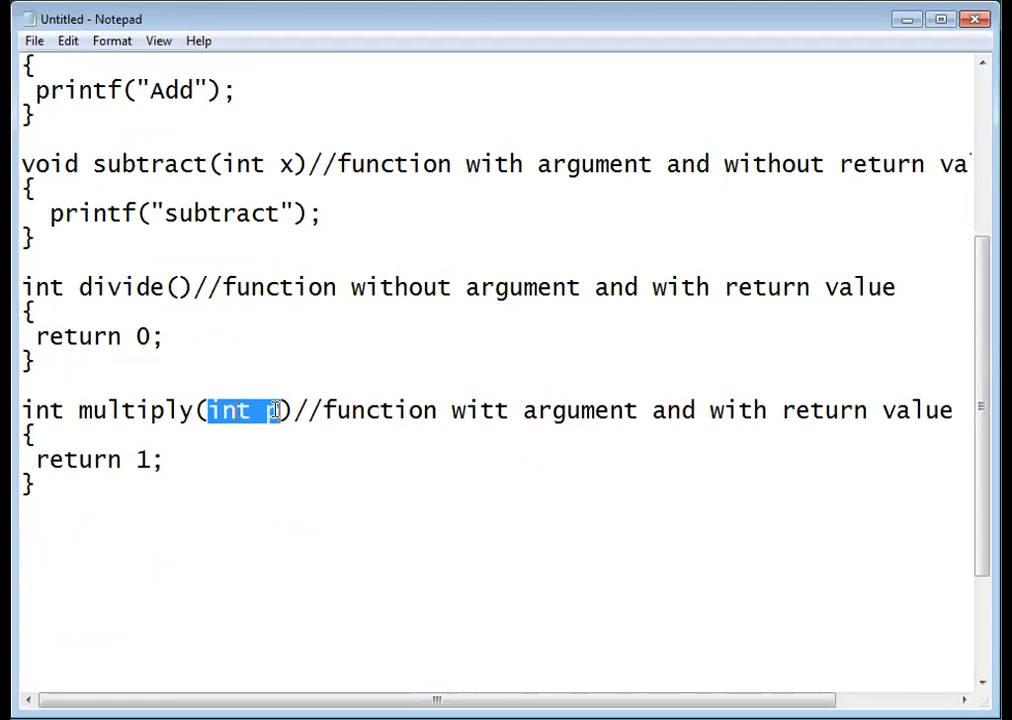 Untitled - Notepad
File Edit Format View Help
{
printf("Add");
}
void subtract(int x)//function with argument and without return va
{
printf("subtract");
}
int divide()//function without argument and with return value
{
return 0;
}
int multiply(int )//function witt argument and with return value
{
return 1;
}